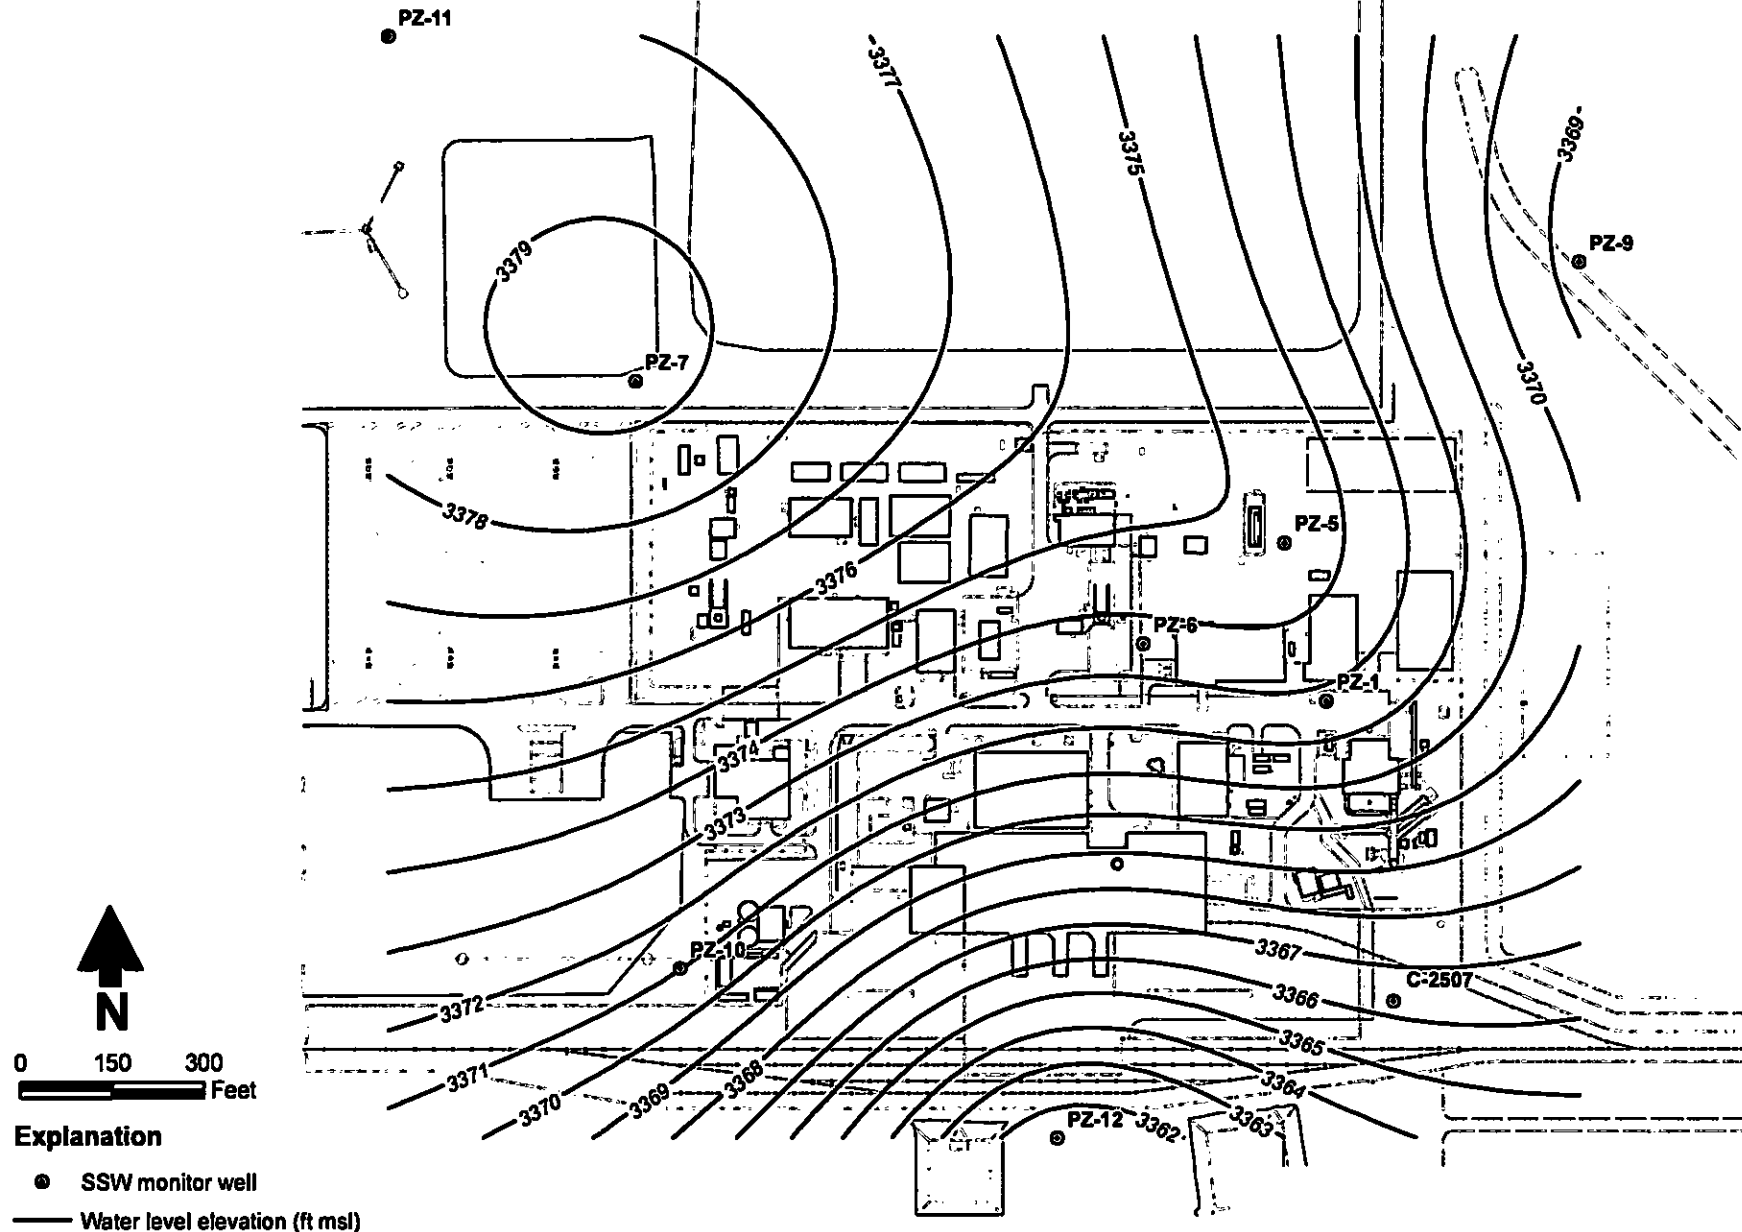 PZ-11
3377
3375
3369
PZ-9
3379
PZ-7
3370
3378
PZ-5
3376
PZ-6
PZ-1
3374
3373
PZ-10
3367
C-2507
3372
3366
3365
3371
3368
3364
3370
3369
PZ-12
3362
3363
N
0 150 300
Feet
Explanation
SSW monitor well
Water level elevation (ft msl)